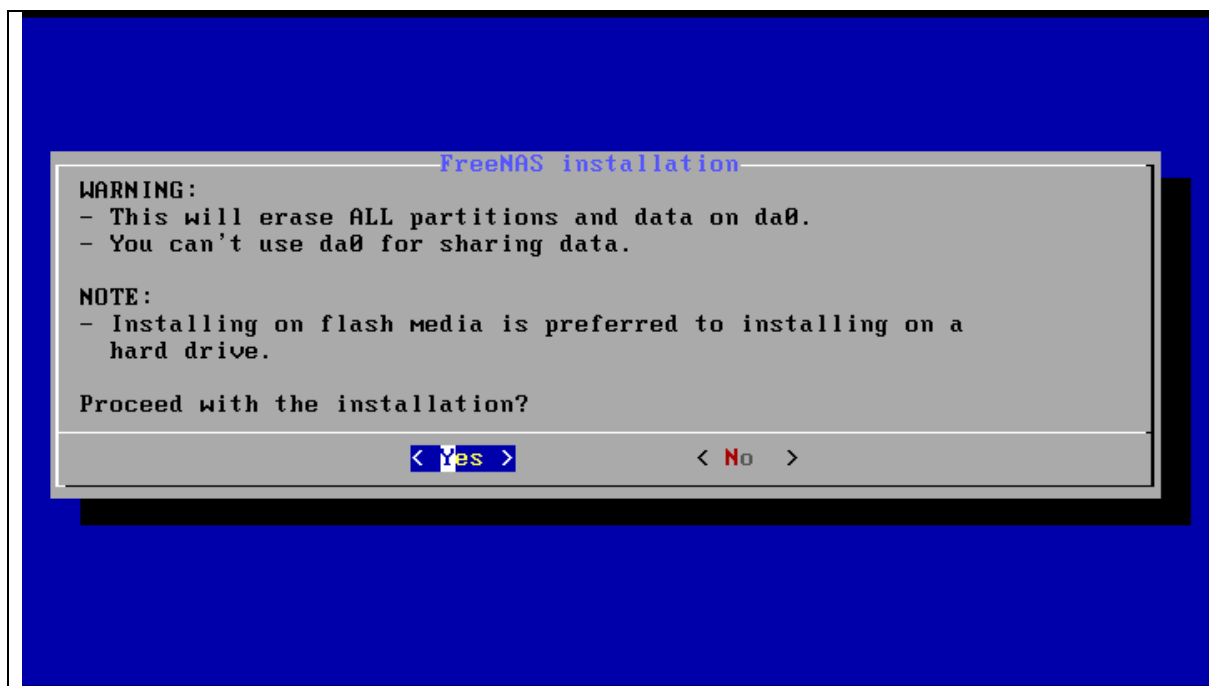 FreeNAS installation
WARNING:
- This will erase ALL partitions and data on da0.
- You can't use da0 for sharing data.
NOTE:
- Installing on flash media is preferred to installing on a
hard drive.
Proceed with the installation?
< Yes > < No >